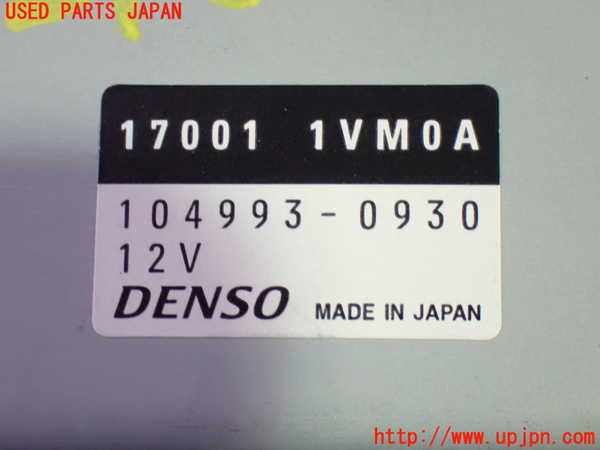 USED PARTS JAPAN
17001 1VM0A
104993-0930
12V
DENSO MADE IN JAPAN
http://www.upjpn.com/